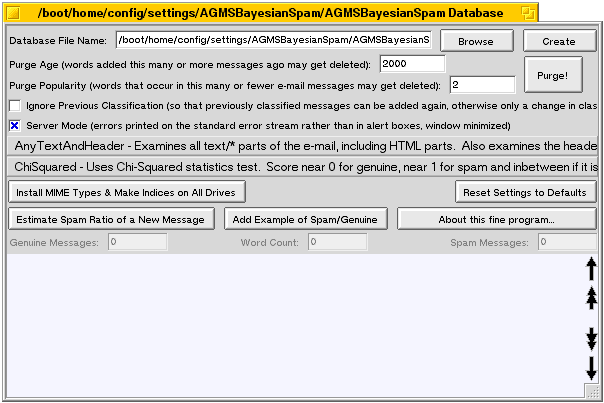 /boot/home/config/settings/AGMSBayesianSpam/AGMSBayesianSpam Database
Database File Name: /boot/home/config/settings/AGMSBayesianSpam/AGMSBayesianS Browse Create
Purge Age (words added this many or more messages ago may get deleted): 2000
Purge!
Purge Popularity (words that occur in this many or fewer e-mail messages may get deleted): 2
Ignore Previous Classification (so that previously classified messages can be added again, otherwise only a change in clas
Server Mode (errors printed on the standard error stream rather than in alert boxes, window minimized)
AnyTextAndHeader - Examines all text/* parts of the e-mail, including HTML parts. Also examines the heade
ChiSquared - Uses Chi-Squared statistics test. Score near 0 for genuine, near 1 for spam and inbetween if it is
Install MIME Types & Make Indices on All Drives Reset Settings to Defaults
Estimate Spam Ratio of a New Message Add Example of Spam/Genuine About this fine program...
Genuine Messages: 0 Word Count: 0 Spam Messages: 0